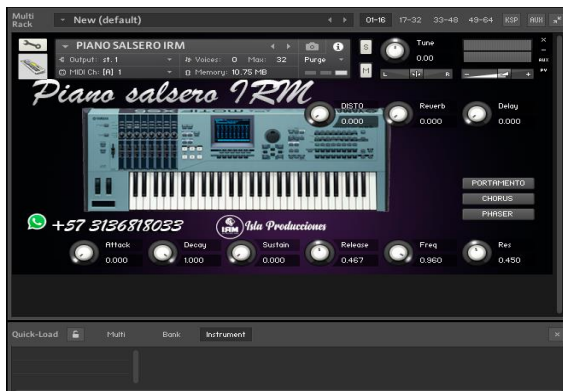 Multi Rack
New (default)
01-16 17-32 33-48 49-64 KSP AUX
PIANO SALSERO IRM
Output: st. 1 Voices: 0 Max: 32 Purge
MIDI Ch: [A] 1 Memory: 10.75 MB
S
M
Tune
0.00
L R
AUX
PV
Piano salsero IRM
DISTO Reverb Delay
0.000 0.000 0.000
PORTAMENTO
CHORUS
PHASER
+57 3136818033
IRM Isla Producciones
Attack Decay Sustain Release Freq Res
0.000 1.000 0.000 0.467 0.960 0.450
Quick-Load Multi Bank Instrument